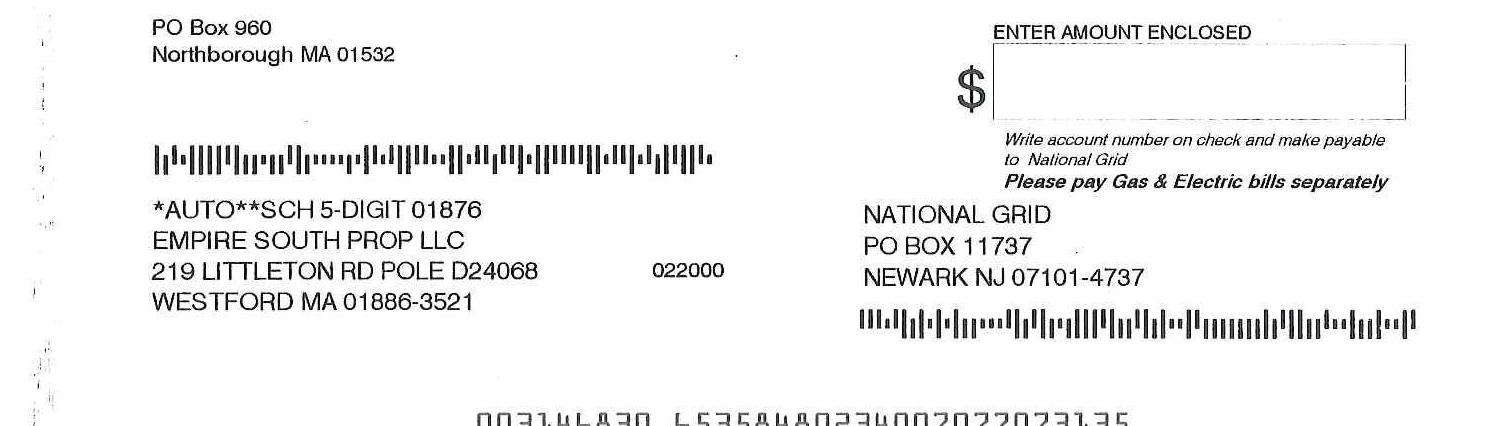 PO Box 960
Northborough MA 01532
ENTER AMOUNT ENCLOSED
$
Write account number on check and make payable
to National Grid
Please pay Gas & Electric bills separately
*AUTO**SCH 5-DIGIT 01876
EMPIRE SOUTH PROP LLC
219 LITTLETON RD POLE D24068 022000
WESTFORD MA 01886-3521
NATIONAL GRID
PO BOX 11737
NEWARK NJ 07101-4737